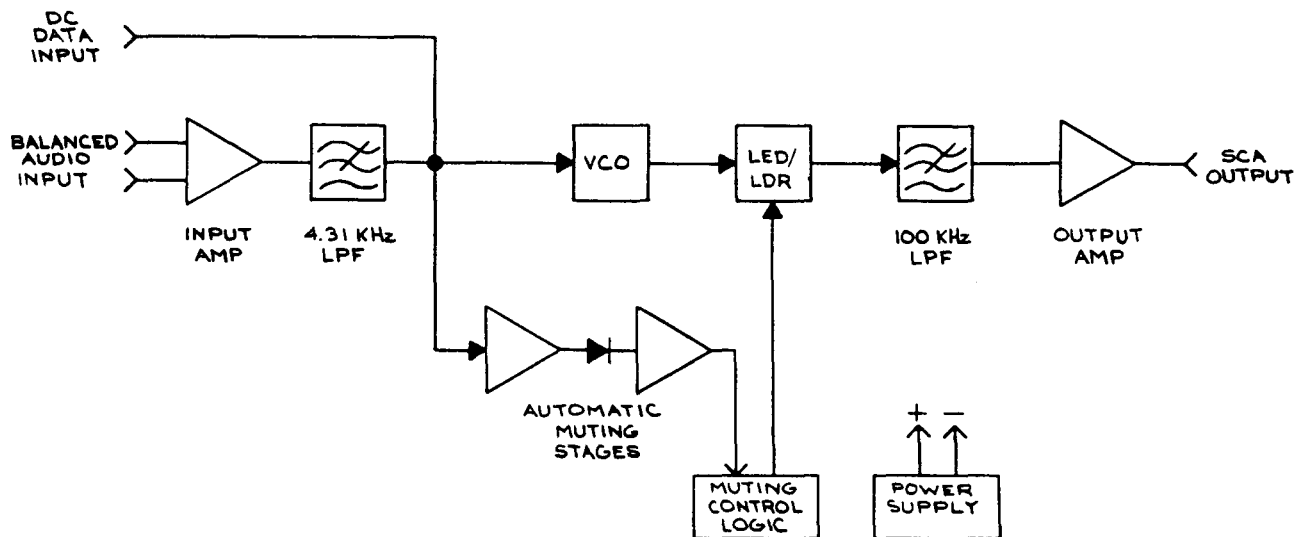 DC
DATA
INPUT
BALANCED
AUDIO
INPUT
INPUT
AMP
4.31 KHz
LPF
VCO
LED/
LDR
100 KHz
LPF
OUTPUT
AMP
SCA
OUTPUT
AUTOMATIC
MUTING
STAGES
MUTING
CONTROL
LOGIC
+ −
POWER
SUPPLY